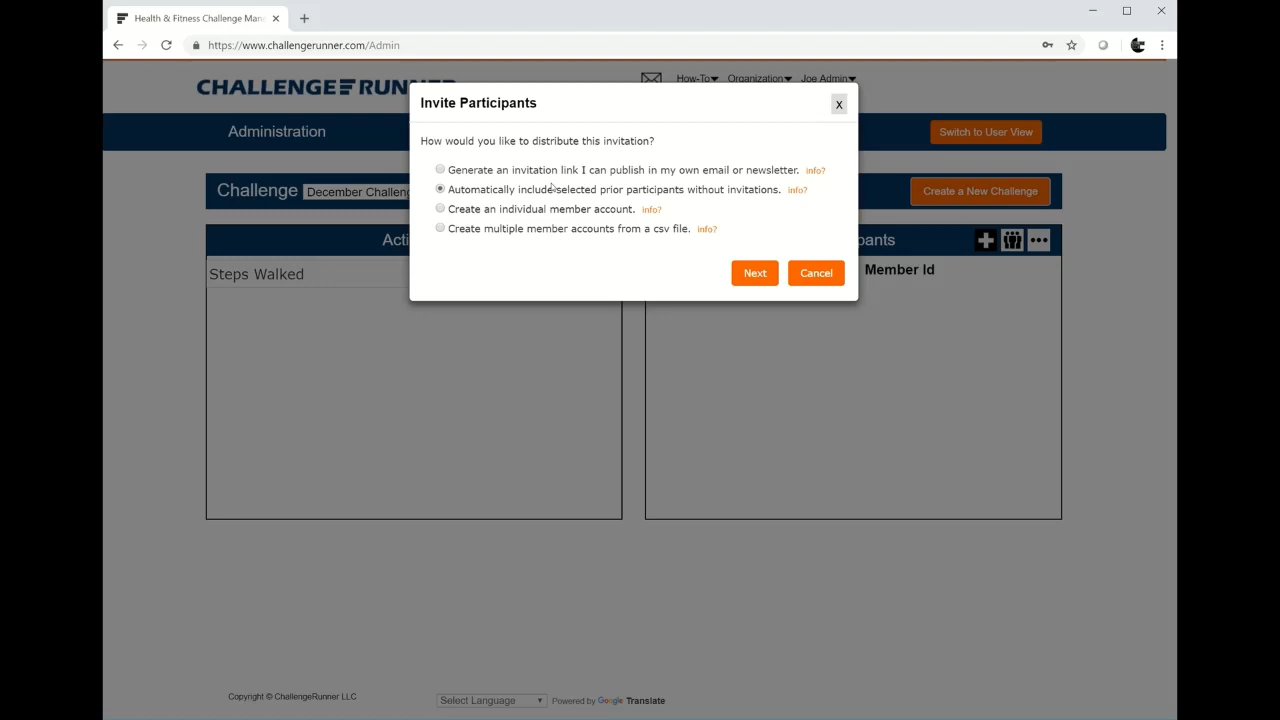 Health & Fitness Challenge Man
https://www.challengerunner.com/Admin
CHALLENGERUN
How-To▾ Organization▾ Joe Admin▾
Administration
Switch to User View
Invite Participants
X
How would you like to distribute this invitation?
Generate an invitation link I can publish in my own email or newsletter. info?
Automatically include selected prior participants without invitations. info?
Create an individual member account. info?
Create multiple member accounts from a csv file. info?
Next Cancel
Challenge December Challeng
Create a New Challenge
Acti
pants
Steps Walked
Member Id
Copyright © ChallengeRunner LLC
Select Language ▼ Powered by Google Translate